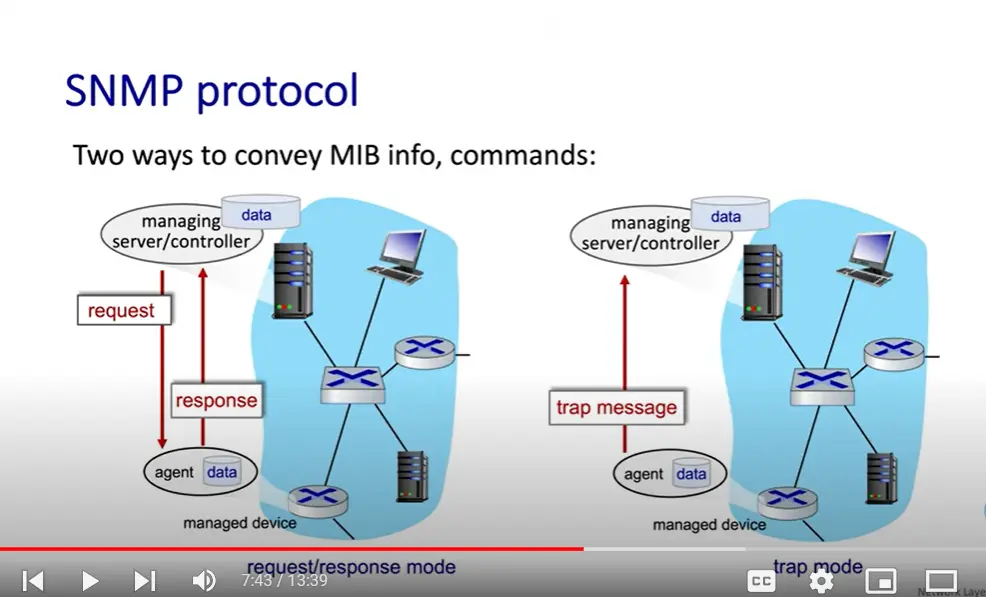 SNMP protocol
Two ways to convey MIB info, commands:
managing
server/controller
data
request
response
agent
data
managed device
request/response mode
managing
server/controller
data
trap message
agent
data
managed device
trap mode
7:43 / 13:39
CC
Network Laye